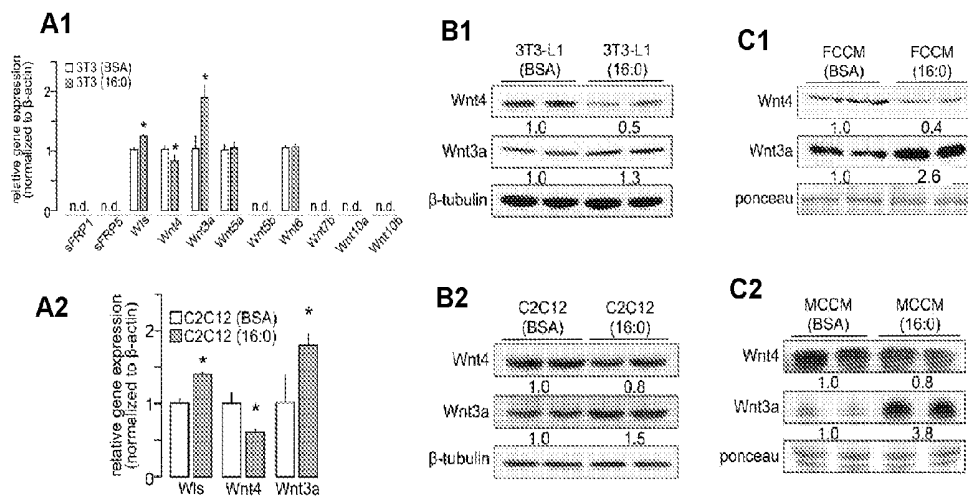 A1
relative gene expression
(normalized to β-actin)
2
1
0
3T3 (BSA)
3T3 (16:0)
*
*
*
n.d. n.d. n.d. n.d. n.d. n.d.
sFRP1 sFRP5 Wls Wnt4 Wnt3a Wnt5a Wnt5b Wnt6 Wnt7b Wnt10a Wnt10b
B1
3T3-L1 3T3-L1
(BSA) (16:0)
Wnt4
1.0 0.5
Wnt3a
1.0 1.3
β-tubulin
C1
FCCM FCCM
(BSA) (16:0)
Wnt4
1.0 0.4
Wnt3a
1.0 2.6
ponceau
A2
relative gene expression
(normalized to β-actin)
2
1
0
C2C12 (BSA)
C2C12 (16:0)
*
*
*
Wls Wnt4 Wnt3a
B2
C2C12 C2C12
(BSA) (16:0)
Wnt4
1.0 0.8
Wnt3a
1.0 1.5
β-tubulin
C2
MCCM MCCM
(BSA) (16:0)
Wnt4
1.0 0.8
Wnt3a
1.0 3.8
ponceau